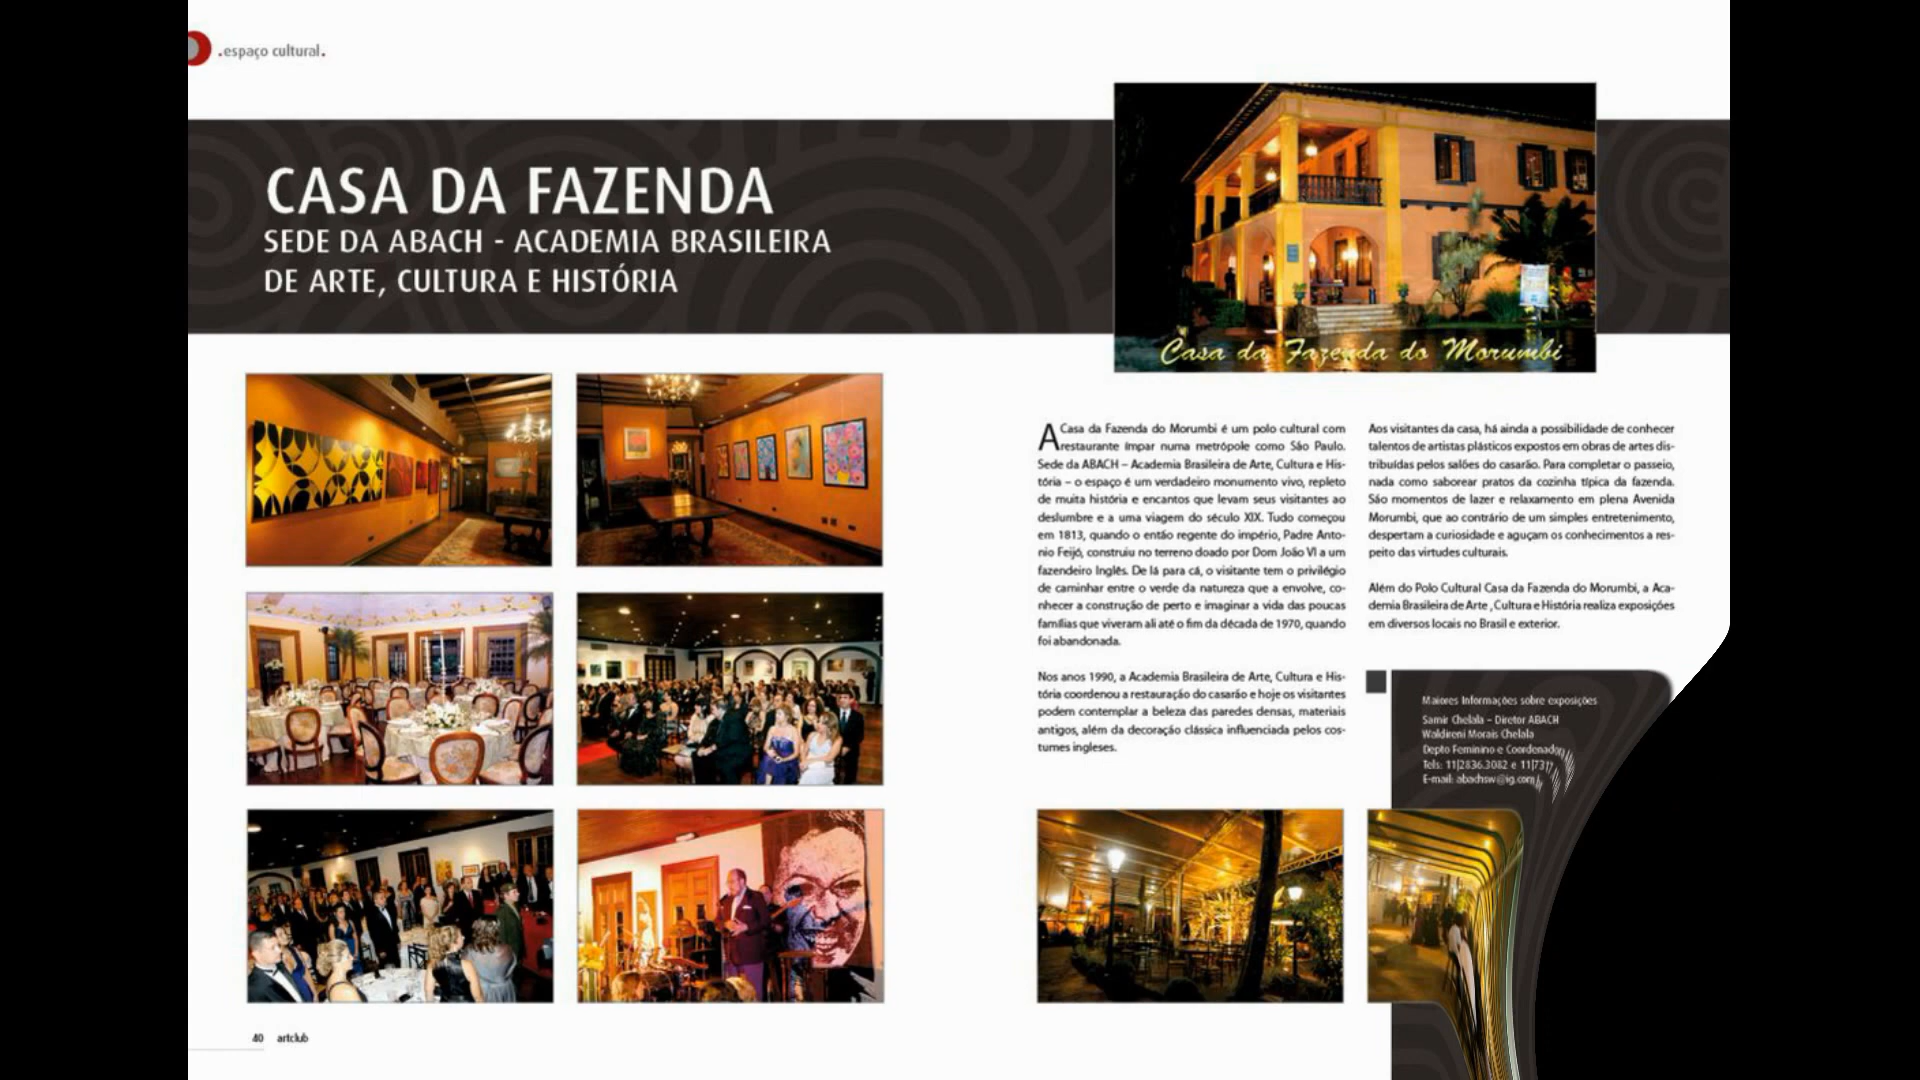 .espaço cultural.
CASA DA FAZENDA
SEDE DA ABACH - ACADEMIA BRASILEIRA
DE ARTE, CULTURA E HISTÓRIA
Casa da Fazenda do Morumbi
A Casa da Fazenda do Morumbi é um polo cultural com
restaurante ímpar numa metrópole como São Paulo.
Sede da ABACH – Academia Brasileira de Arte, Cultura e His-
tória – o espaço é um verdadeiro monumento vivo, repleto
de muita história e encantos que levam seus visitantes ao
deslumbre e a uma viagem do século XIX. Tudo começou
em 1813, quando o então regente do império, Padre Anto-
nio Feijó, construiu no terreno doado por Dom João VI a um
fazendeiro Inglês. De lá para cá, o visitante tem o privilégio
de caminhar entre o verde da natureza que a envolve, co-
nhecer a construção de perto e imaginar a vida das poucas
famílias que viveram ali até o fim da década de 1970, quando
foi abandonada.
Nos anos 1990, a Academia Brasileira de Arte, Cultura e His-
tória coordenou a restauração do casarão e hoje os visitantes
podem contemplar a beleza das paredes densas, materiais
antigos, além da decoração clássica influenciada pelos cos-
tumes ingleses.
Aos visitantes da casa, há ainda a possibilidade de conhecer
talentos de artistas plásticos expostos em obras de artes dis-
tribuídas pelos salões do casarão. Para completar o passeio,
nada como saborear pratos da cozinha típica da fazenda.
São momentos de lazer e relaxamento em plena Avenida
Morumbi, que ao contrário de um simples entretenimento,
despertam a curiosidade e aguçam os conhecimentos a res-
peito das virtudes culturais.
Além do Polo Cultural Casa da Fazenda do Morumbi, a Aca-
demia Brasileira de Arte , Cultura e História realiza exposições
em diversos locais no Brasil e exterior.
Maiores Informações sobre exposições
Samir Chelala – Diretor ABACH
Waldireni Morais Chelala
Depto Feminino e
Tels: 11|2836.3082 e
E-mail:
40 artclub